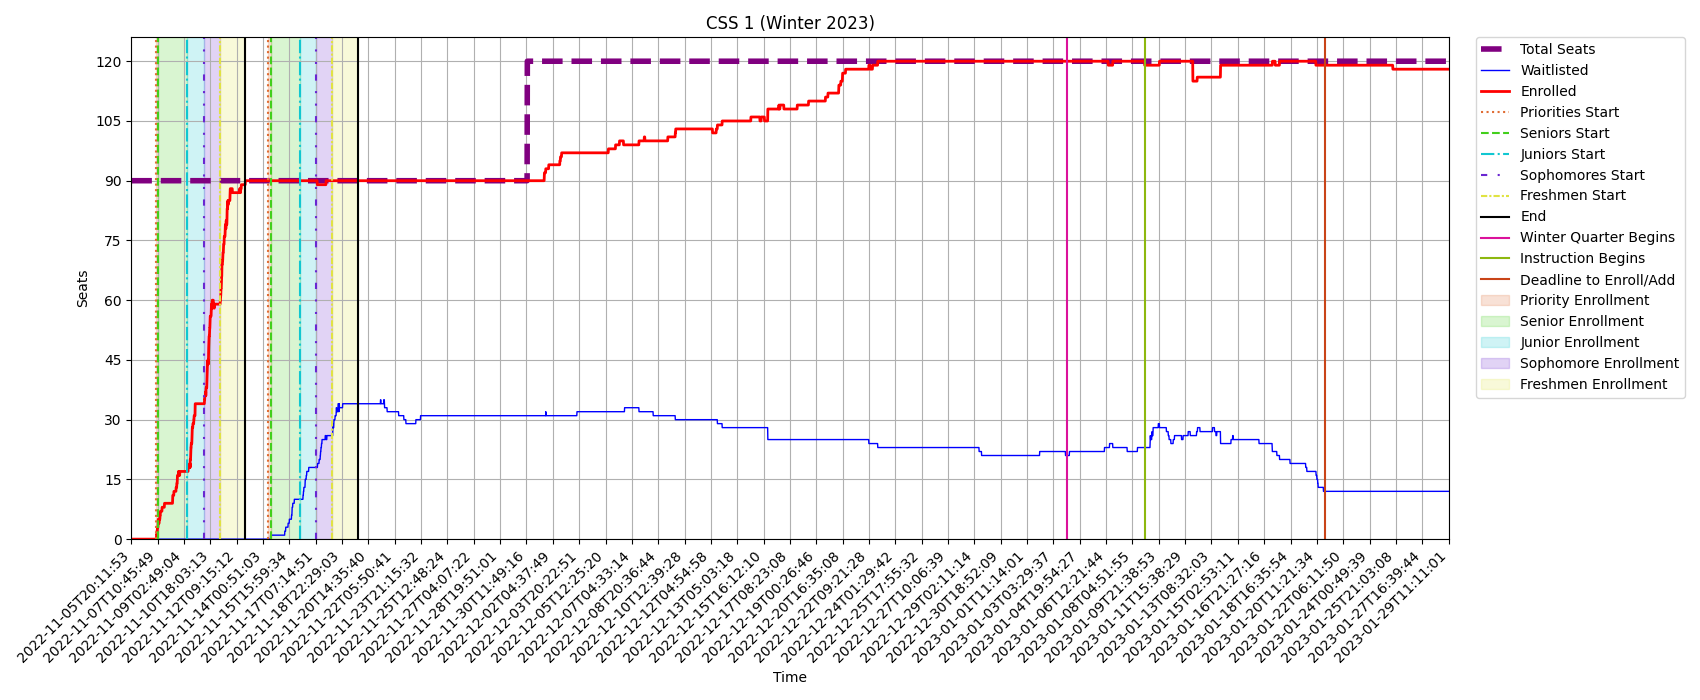 CSS 1 (Winter 2023)
Seats
120
105
90
75
60
45
30
15
0
2022-11-05T20:11:53
2022-11-07T10:45:49
2022-11-09T02:49:04
2022-11-10T18:03:13
2022-11-12T09:15:12
2022-11-14T00:51:03
2022-11-15T15:59:34
2022-11-17T07:14:51
2022-11-18T22:29:03
2022-11-20T14:35:40
2022-11-22T05:50:41
2022-11-23T21:15:32
2022-11-25T12:48:24
2022-11-27T04:07:22
2022-11-28T19:51:01
2022-11-30T11:49:16
2022-12-02T04:37:49
2022-12-03T20:22:51
2022-12-05T12:25:20
2022-12-07T04:33:14
2022-12-08T20:36:44
2022-12-10T12:39:28
2022-12-12T04:54:58
2022-12-13T05:03:18
2022-12-15T16:12:10
2022-12-17T08:23:08
2022-12-19T00:26:46
2022-12-20T16:35:08
2022-12-22T09:21:28
2022-12-24T01:29:42
2022-12-25T17:55:32
2022-12-27T10:06:39
2022-12-29T02:11:14
2022-12-30T18:52:09
2023-01-01T11:14:01
2023-01-03T03:29:37
2023-01-04T19:54:27
2023-01-06T12:21:44
2023-01-08T04:51:55
2023-01-09T21:38:53
2023-01-11T15:38:29
2023-01-13T08:32:03
2023-01-15T02:53:11
2023-01-16T21:27:16
2023-01-18T16:35:54
2023-01-20T11:21:34
2023-01-22T06:11:50
2023-01-24T00:49:39
2023-01-25T21:03:08
2023-01-27T16:39:44
2023-01-29T11:11:01
Time
Total Seats
Waitlisted
Enrolled
Priorities Start
Seniors Start
Juniors Start
Sophomores Start
Freshmen Start
End
Winter Quarter Begins
Instruction Begins
Deadline to Enroll/Add
Priority Enrollment
Senior Enrollment
Junior Enrollment
Sophomore Enrollment
Freshmen Enrollment